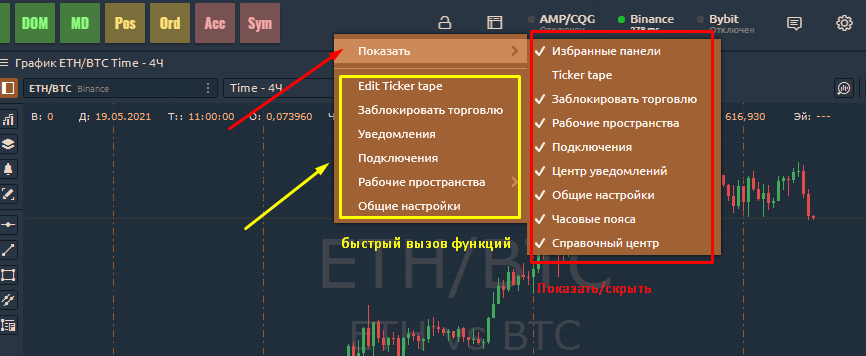 DOM MD Pos Ord Acc Sym
AMP/CQG Binance Bybit
Отключен 278 ms Отключен
График ETH/BTC Time - 4Ч
ETH/BTC Binance Time - 4Ч
В: 0 Д: 19.05.2021 Т:: 11:00:00 О: 0,073960 616,930 Эй: ---
Показать
Edit Ticker tape
Заблокировать торговлю
Уведомления
Подключения
Рабочие пространства
Общие настройки
быстрый вызов функций
Избранные панели
Ticker tape
Заблокировать торговлю
Рабочие пространства
Подключения
Центр уведомлений
Общие настройки
Часовые пояса
Справочный центр
Показать/скрыть
ETH/BTC
ETH vs BTC